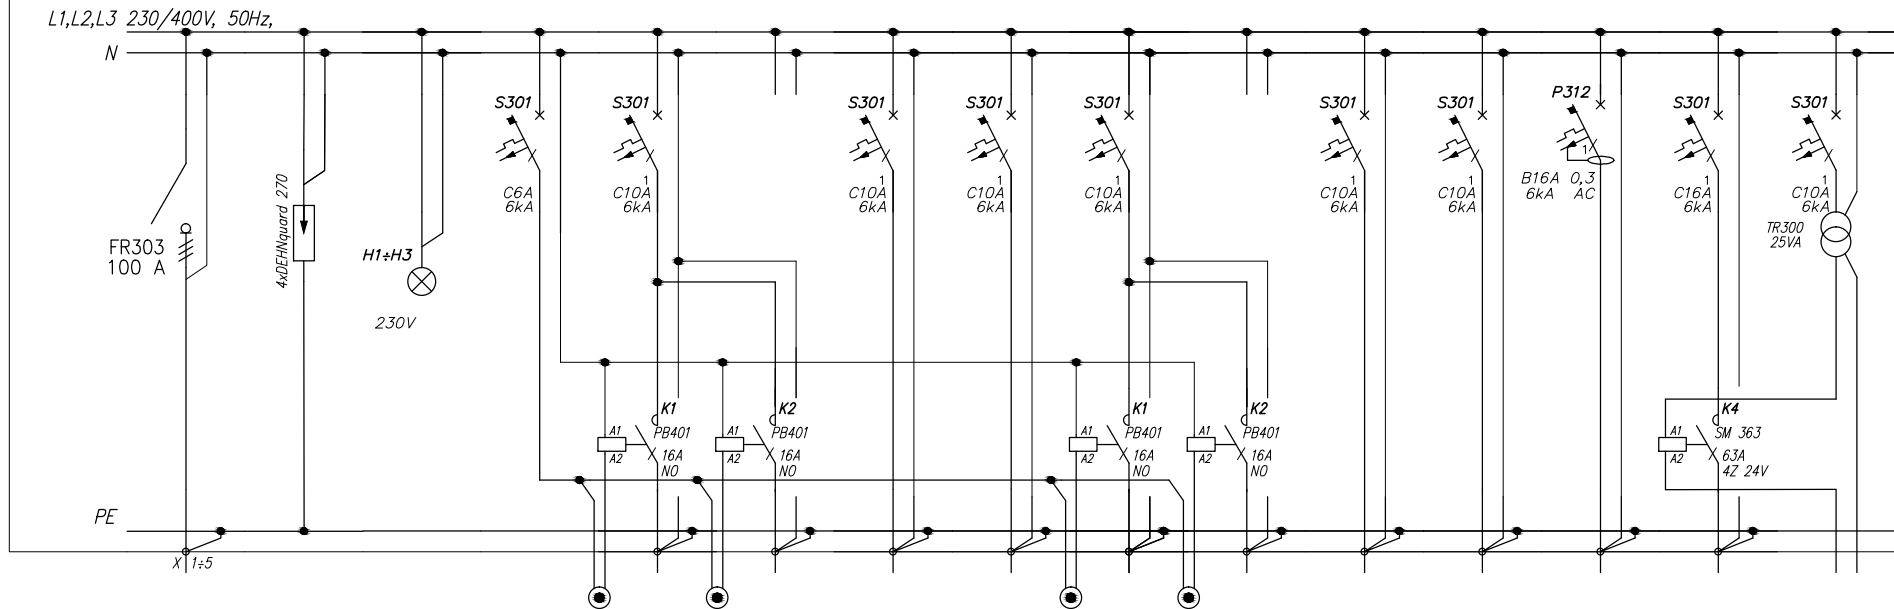 L1,L2,L3 230/400V, 50Hz,
N
FR303
100 A
4xDEHNquard 270
H1÷H3
230V
S301
C6A
6kA
S301
1
C10A
6kA
S301
1
C10A
6kA
S301
1
C10A
6kA
S301
1
C10A
6kA
S301
1
C10A
6kA
S301
1
C10A
6kA
P312
1
B16A 0,3
6kA AC
S301
1
C16A
6kA
S301
1
C10A
6kA
TR300
25VA
K1
A1
PB401
A2
16A
NO
K2
A1
PB401
A2
16A
NO
K1
A1
PB401
A2
16A
NO
K2
A1
PB401
A2
16A
NO
K4
A1
SM 363
A2
63A
4Z 24V
PE
X 1÷5